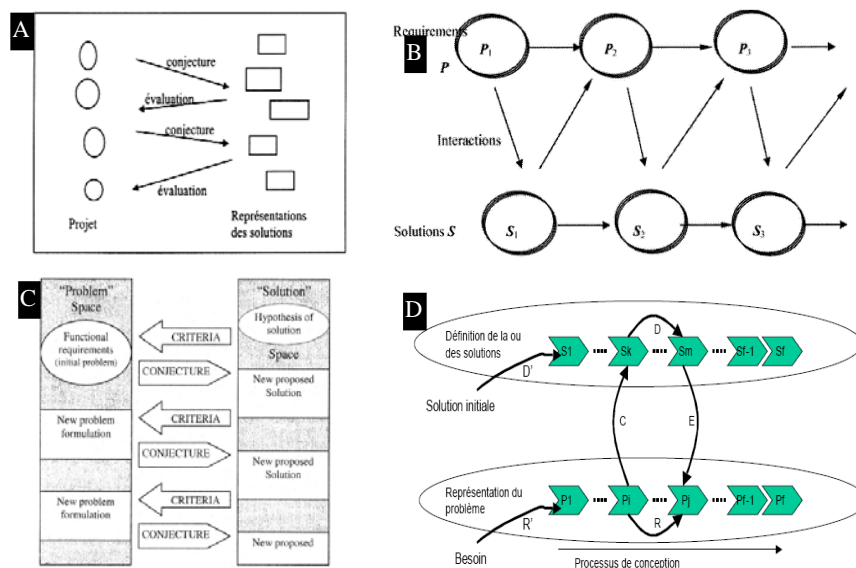 A
conjecture
évaluation
conjecture
évaluation
Projet
Représentations
des solutions
B
Requirements
P
P1
P2
P3
Interactions
Solutions S
S1
S2
S3
C
"Problem"
Space
Functional
requirements
(initial problem)
New problem
formulation
New problem
formulation
CRITERIA
CONJECTURE
CRITERIA
CONJECTURE
CRITERIA
CONJECTURE
"Solution"
Hypothesis of
solution
Space
New proposed
Solution
New proposed
Solution
New proposed
D
Définition de la ou
des solutions
S1
Sk
D
Sm
Sf-1
Sf
D'
Solution initiale
C
E
Représentation du
problème
P1
Pi
Pj
Pf-1
Pf
R'
R
Besoin
Processus de conception